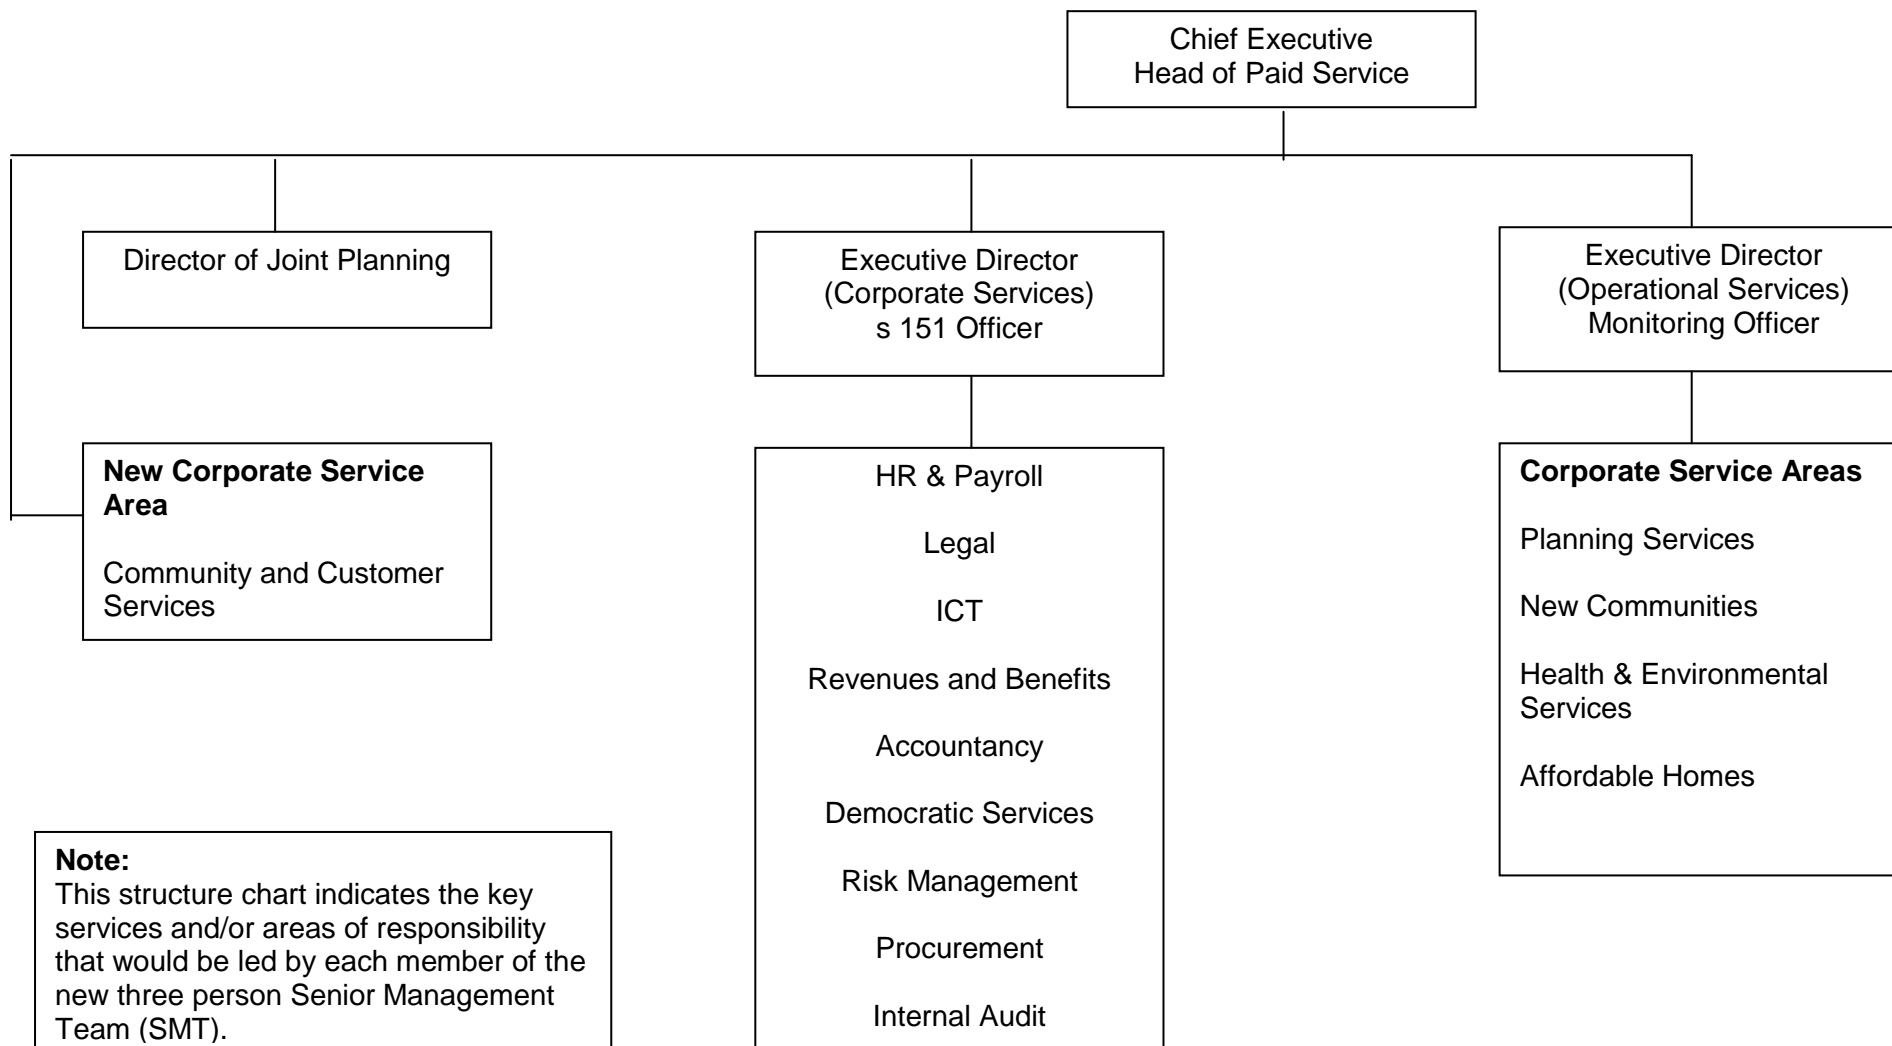 Chief Executive
Head of Paid Service
Director of Joint Planning
Executive Director
(Corporate Services)
s 151 Officer
Executive Director
(Operational Services)
Monitoring Officer
New Corporate Service
Area
Community and Customer
Services
HR & Payroll
Legal
ICT
Revenues and Benefits
Accountancy
Democratic Services
Risk Management
Procurement
Internal Audit
Corporate Service Areas
Planning Services
New Communities
Health & Environmental
Services
Affordable Homes
Note:
This structure chart indicates the key
services and/or areas of responsibility
that would be led by each member of the
new three person Senior Management
Team (SMT).